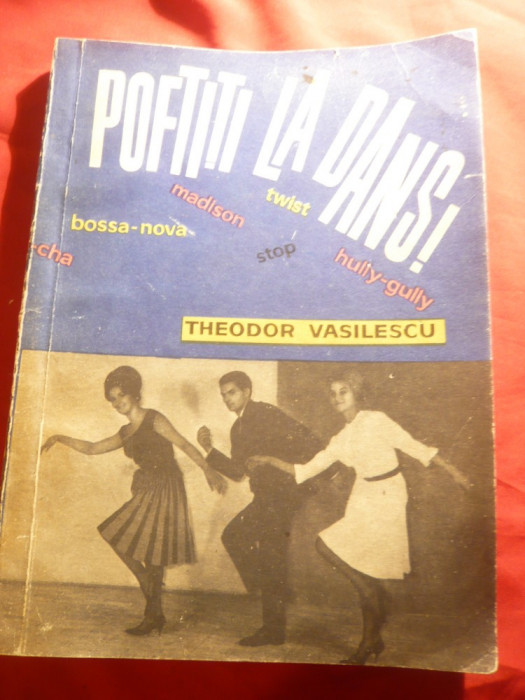 POFTIȚI LA DANS!
madison
twist
bossa-nova
stop
-cha
hully-gully
THEODOR VASILESCU